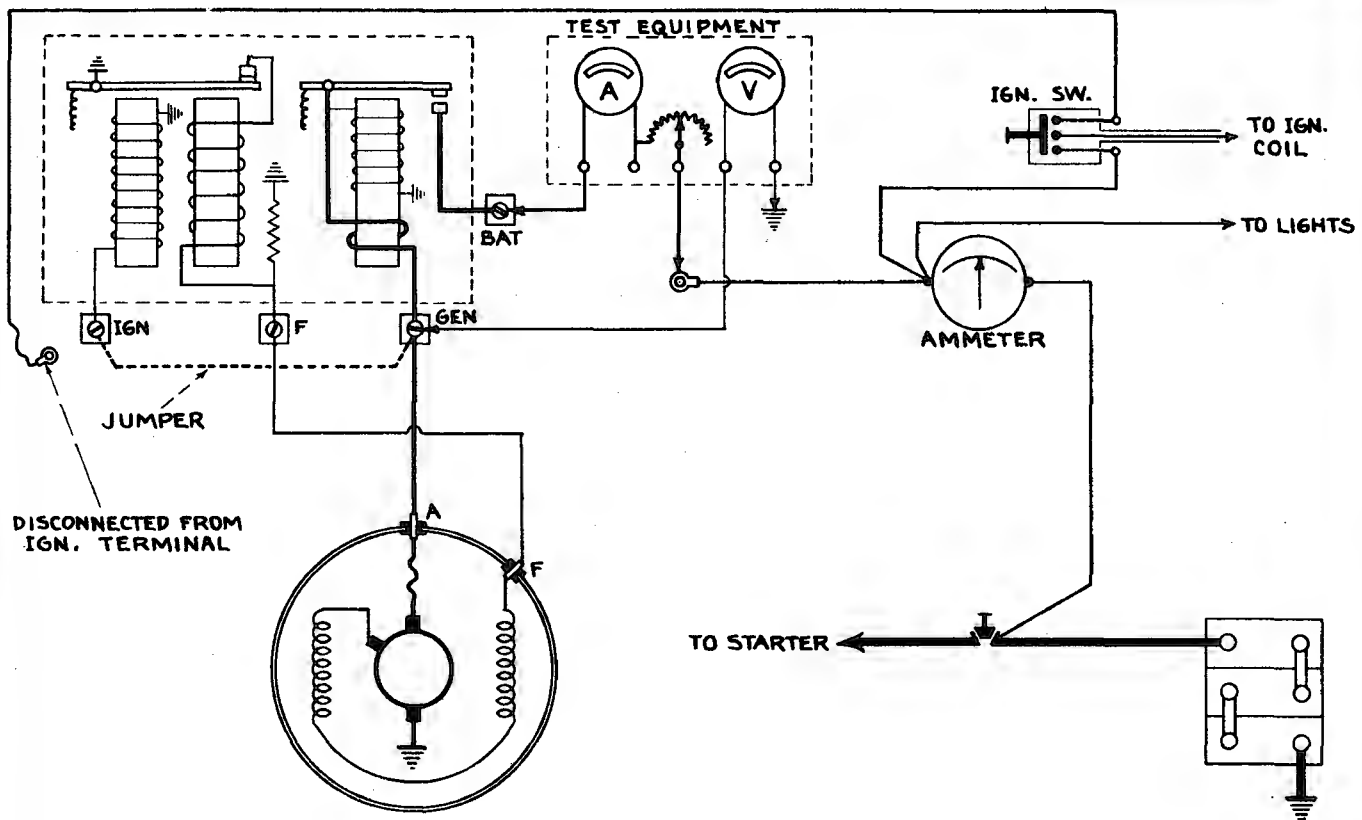 TEST EQUIPMENT
A
V
IGN. SW.
TO IGN.
COIL
BAT
TO LIGHTS
IGN
F
GEN
AMMETER
JUMPER
A
F
DISCONNECTED FROM
IGN. TERMINAL
TO STARTER